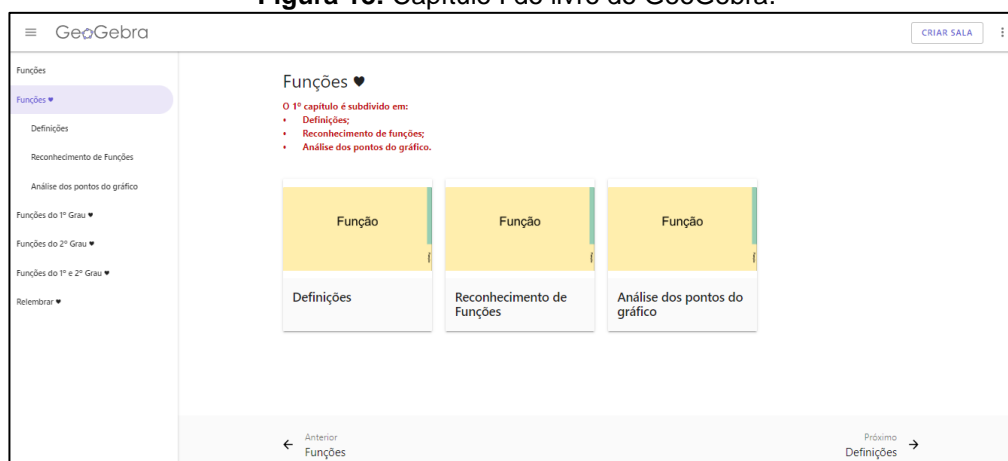 Figura 13. Capítulo I do livro do GeoGebra.
GeoGebra
CRIAR SALA
Funções
Funções ♥
Definições
Reconhecimento de Funções
Análise dos pontos do gráfico
Funções do 1º Grau ♥
Funções do 2º Grau ♥
Funções do 1º e 2º Grau ♥
Relembrar ♥
Funções ♥
O 1º capítulo é subdivido em:
• Definições;
• Reconhecimento de funções;
• Análise dos pontos do gráfico.
Função
Definições
Função
Reconhecimento de
Funções
Função
Análise dos pontos do
gráfico
Anterior
Funções
Próximo
Definições